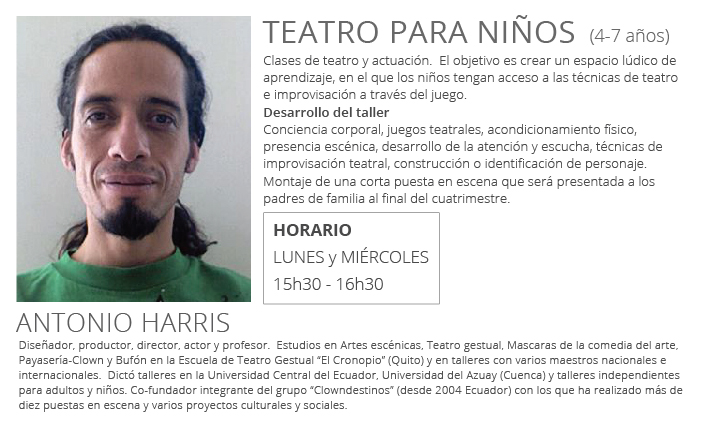 TEATRO PARA NIÑOS (4-7 años)
Clases de teatro y actuación. El objetivo es crear un espacio lúdico de
aprendizaje, en el que los niños tengan acceso a las técnicas de teatro
e improvisación a través del juego.
Desarrollo del taller
Conciencia corporal, juegos teatrales, acondicionamiento físico,
presencia escénica, desarrollo de la atención y escucha, técnicas de
improvisación teatral, construcción o identificación de personaje.
Montaje de una corta puesta en escena que será presentada a los
padres de familia al final del cuatrimestre.
HORARIO
LUNES y MIÉRCOLES
15h30 - 16h30
ANTONIO HARRIS
Diseñador, productor, director, actor y profesor. Estudios en Artes escénicas, Teatro gestual, Mascaras de la comedia del arte,
Payasería-Clown y Bufón en la Escuela de Teatro Gestual “El Cronopio” (Quito) y en talleres con varios maestros nacionales e
internacionales. Dictó talleres en la Universidad Central del Ecuador, Universidad del Azuay (Cuenca) y talleres independientes
para adultos y niños. Co-fundador integrante del grupo “Clowndestinos” (desde 2004 Ecuador) con los que ha realizado más de
diez puestas en escena y varios proyectos culturales y sociales.